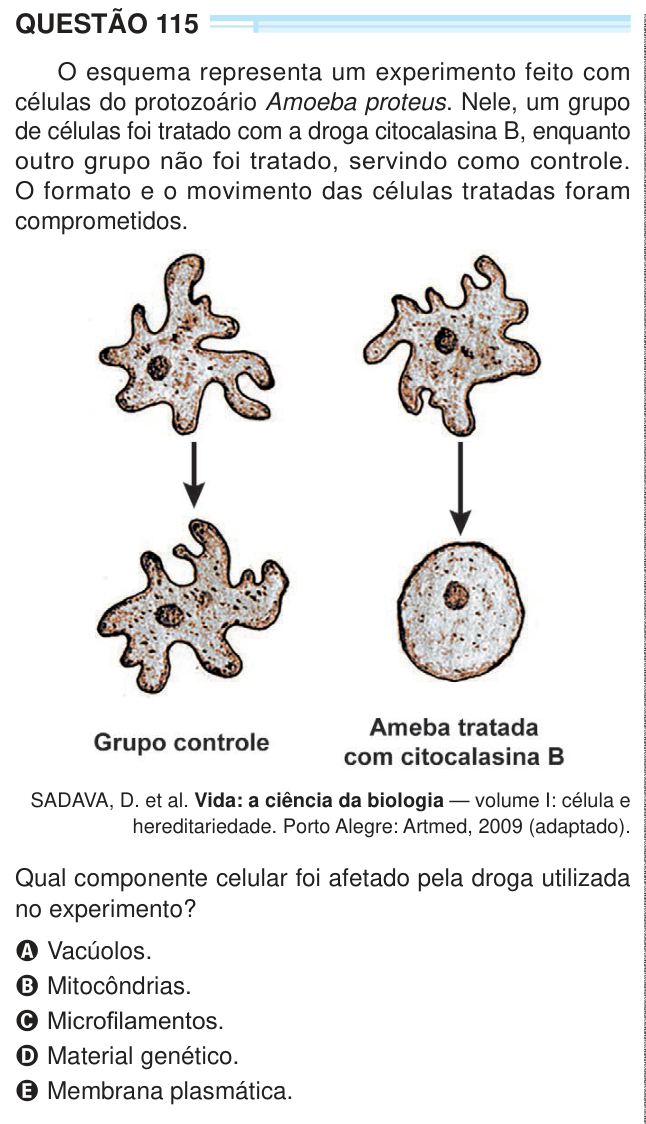 QUESTÃO 115
O esquema representa um experimento feito com
células do protozoário Amoeba proteus. Nele, um grupo
de células foi tratado com a droga citocalasina B, enquanto
outro grupo não foi tratado, servindo como controle.
O formato e o movimento das células tratadas foram
comprometidos.
Grupo controle
Ameba tratada
com citocalasina B
SADAVA, D. et al. Vida: a ciência da biologia — volume I: célula e
hereditariedade. Porto Alegre: Artmed, 2009 (adaptado).
Qual componente celular foi afetado pela droga utilizada
no experimento?
A Vacúolos.
B Mitocôndrias.
C Microfilamentos.
D Material genético.
E Membrana plasmática.